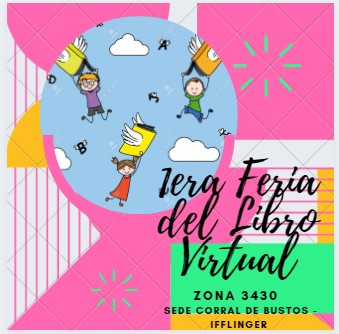 1era Feria
del Libro
Virtual
ZONA 3430
SEDE CORRAL DE BUSTOS -
IFFLINGER